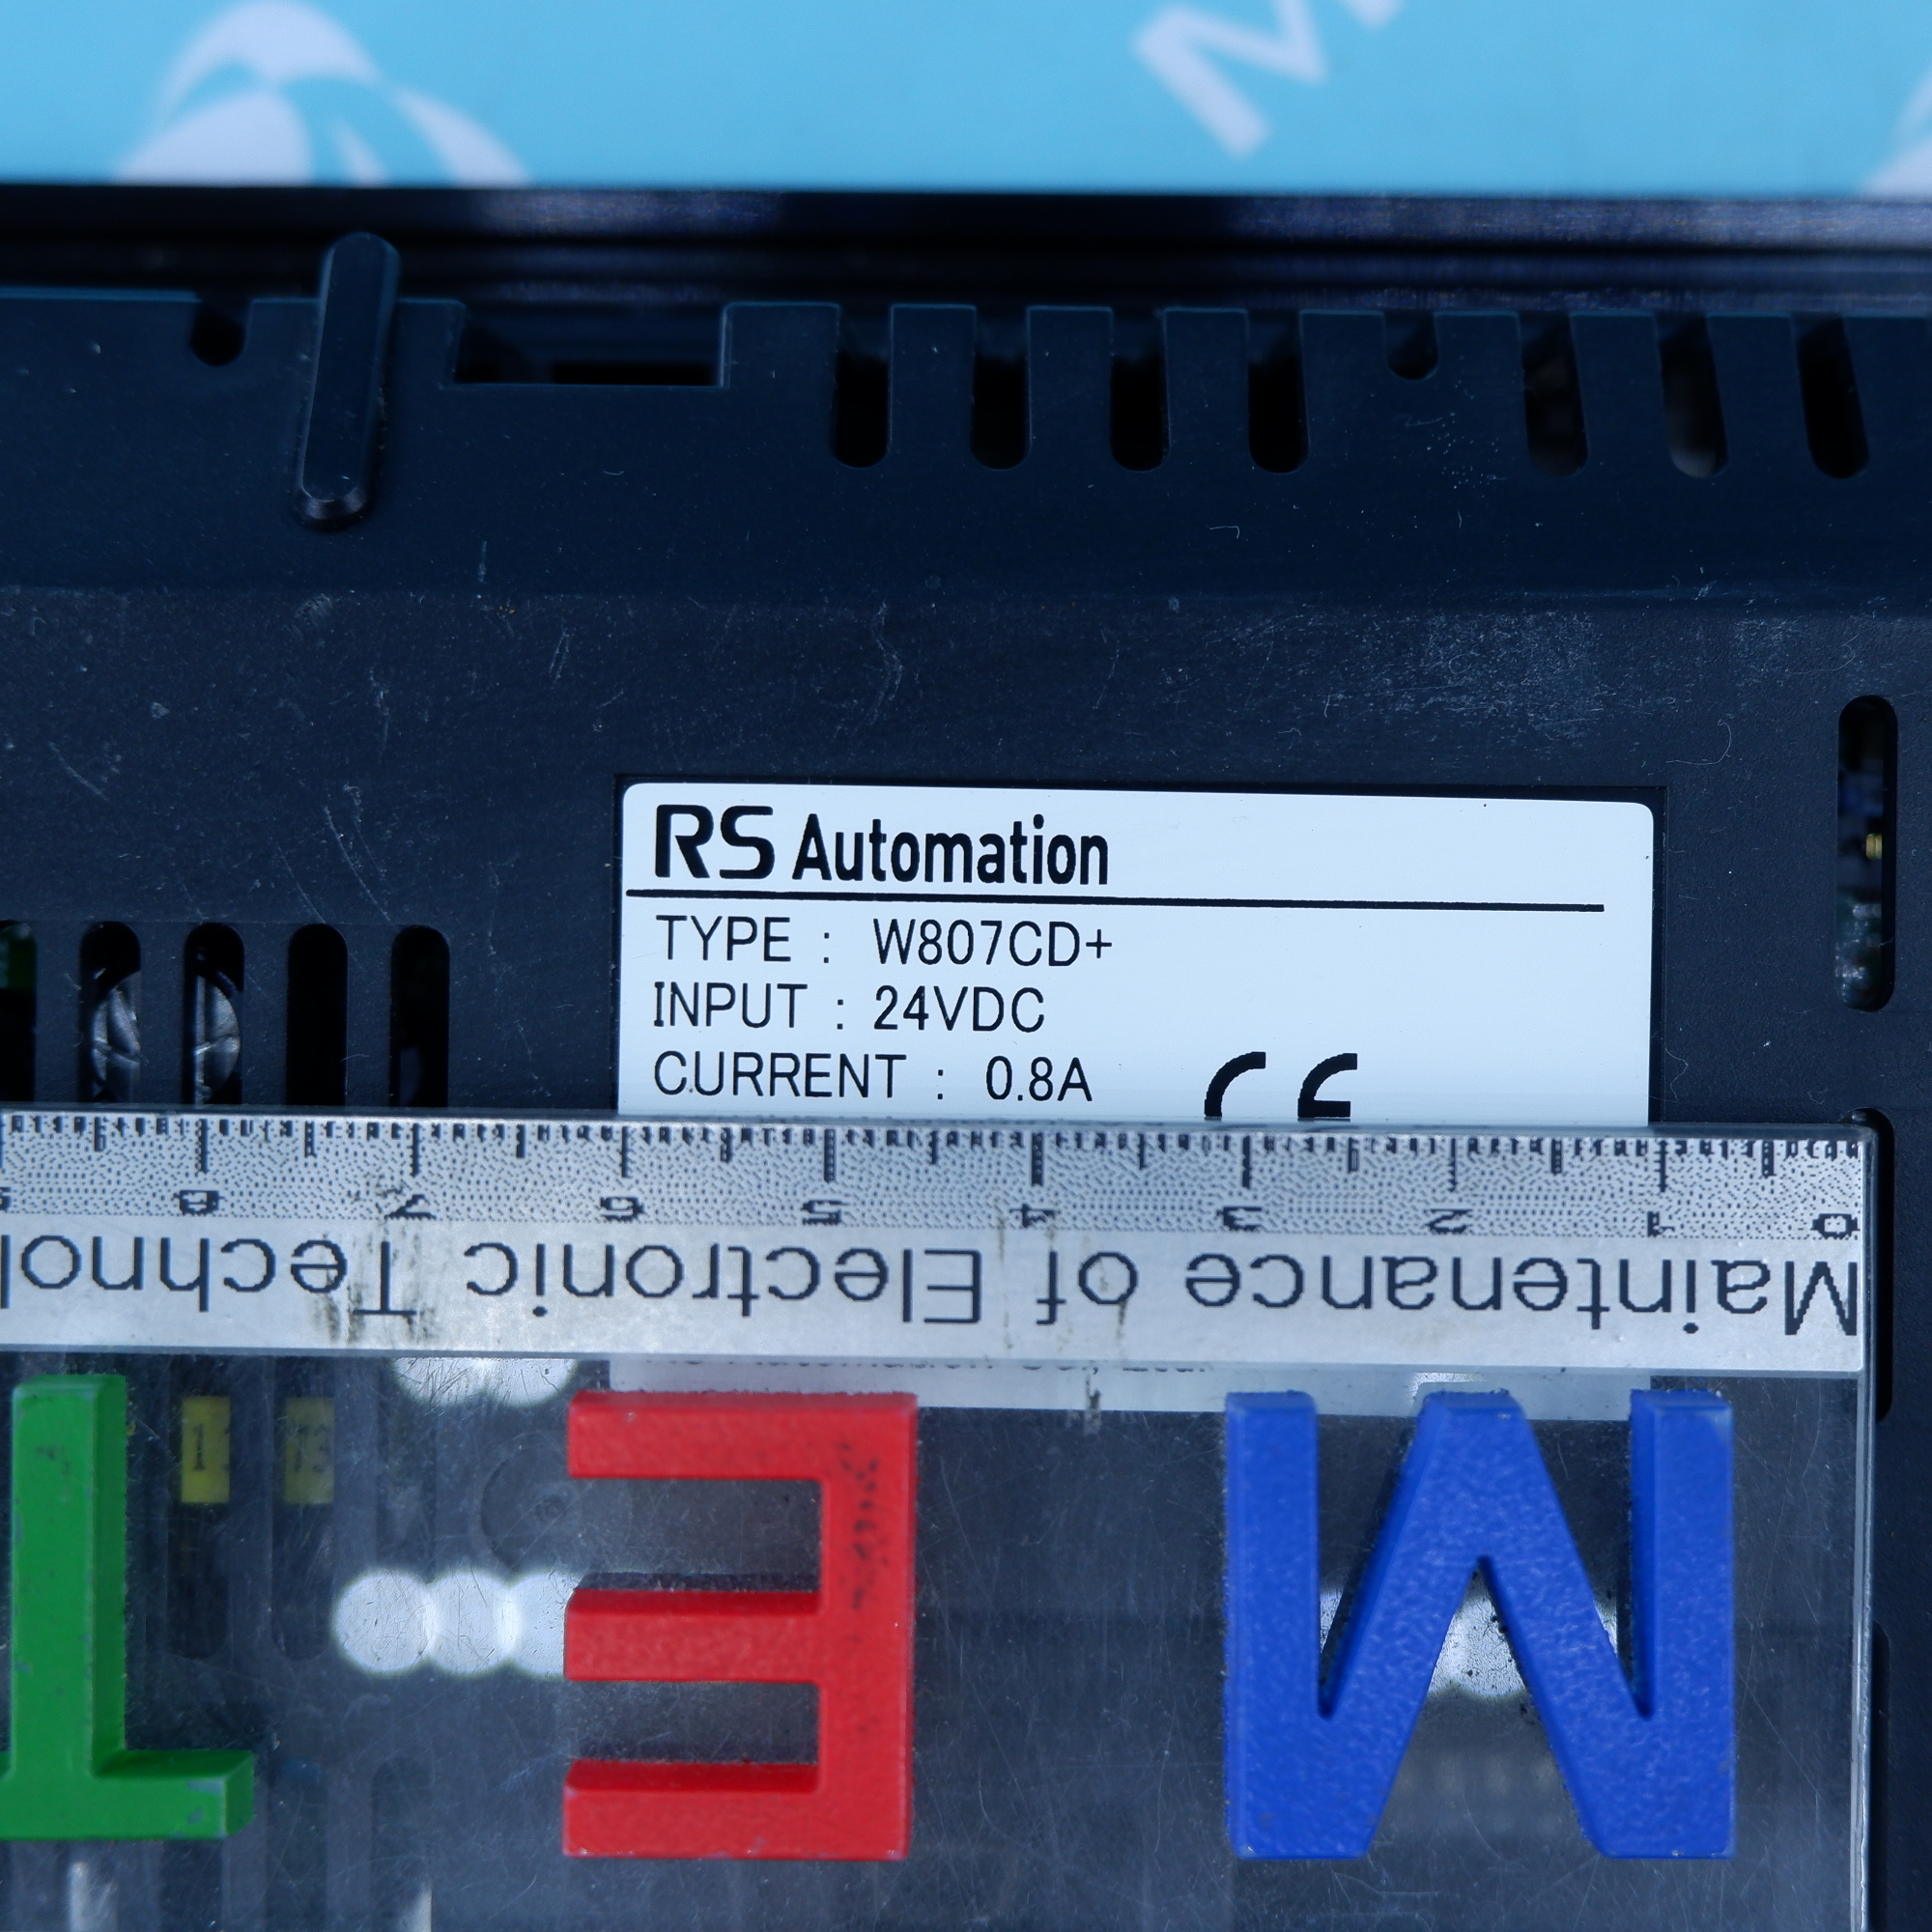 RS Automation
TYPE : W807CD+
INPUT : 24VDC
CURRENT : 0.8A
CE
8 7 6 5 4 3 2 1 0
Maintenance of Electronic
M E T